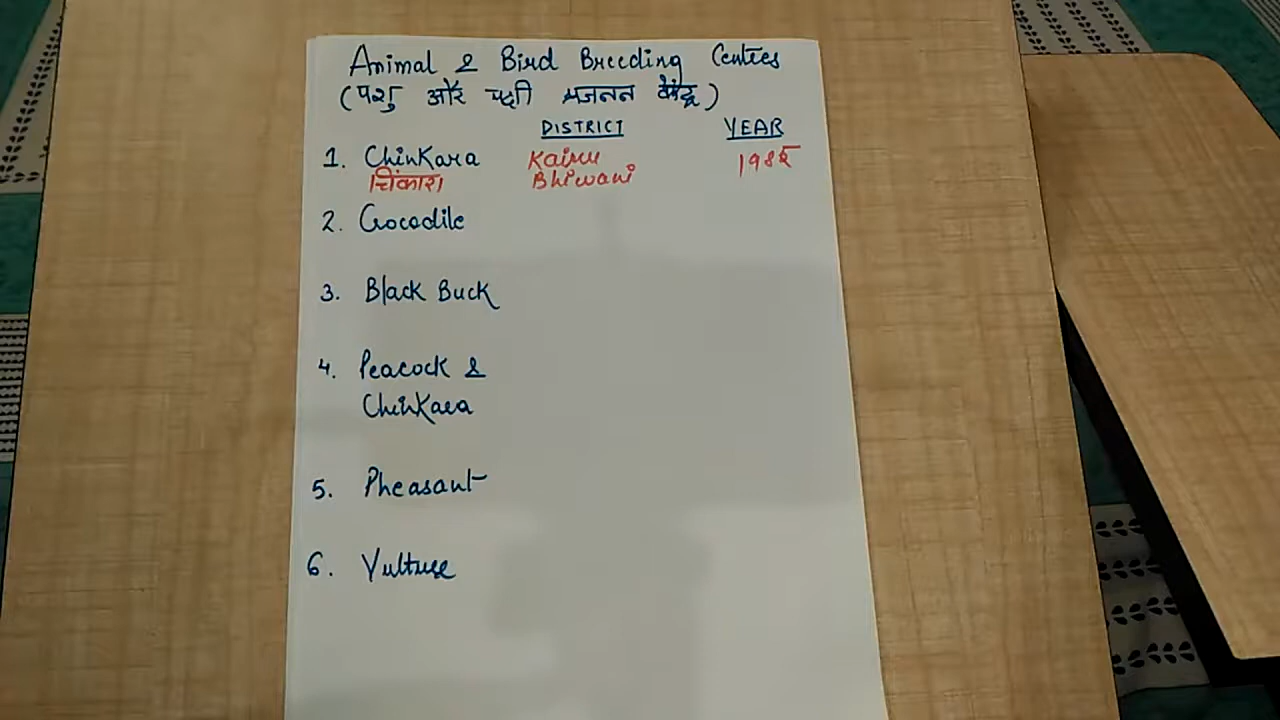 Animal & Bird Breeding Centres
(पशु और पक्षी प्रजनन केंद्र)
DISTRICT YEAR
1. Chinkara Kairu 1985
चिंकारा Bhiwani
2. Crocodile
3. Black Buck
4. Peacock &
Chinkara
5. Pheasant
6. Vulture